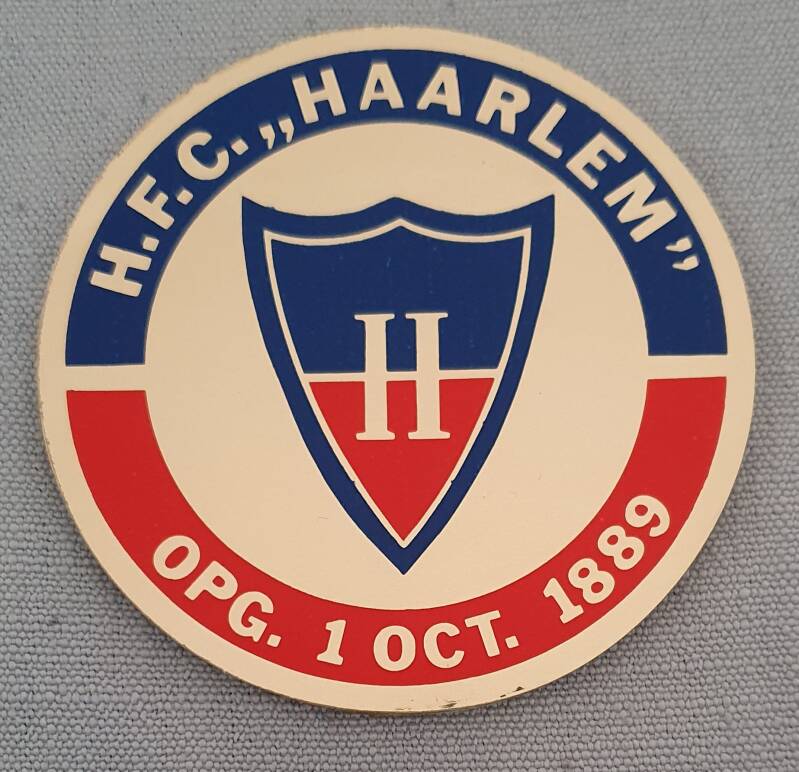 H.F.C. „HAARLEM”
H
OPG. 1 OCT. 1889